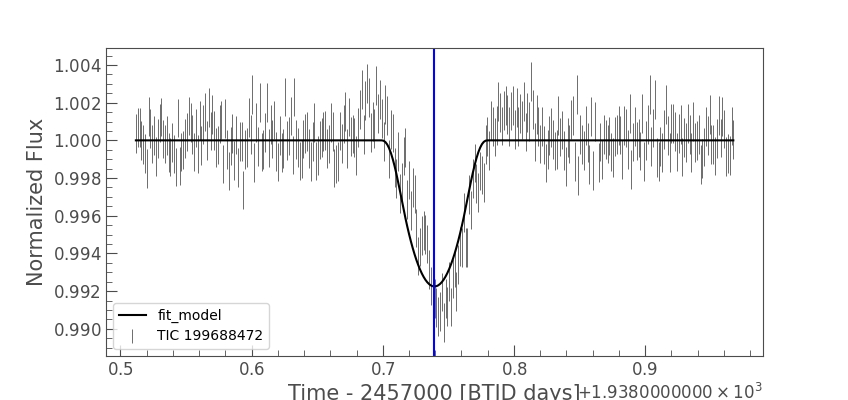 1.004
1.002
1.000
0.998
0.996
0.994
0.992
0.990
Normalized Flux
fit_model
TIC 199688472
0.5 0.6 0.7 0.8 0.9
Time - 2457000 [BTJD days]
+1.9380000000 × 10³